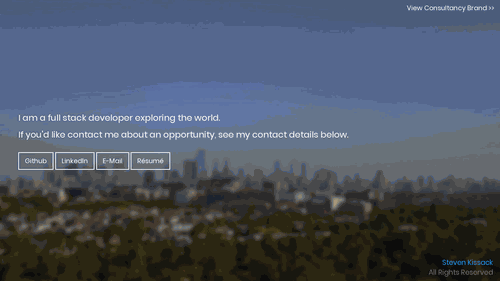 View Consultancy Brand >>
I am a full stack developer exploring the world.
If you'd like contact me about an opportunity, see my contact details below.
Github LinkedIn E-Mail Résumé
Steven Kissack
All Rights Reserved